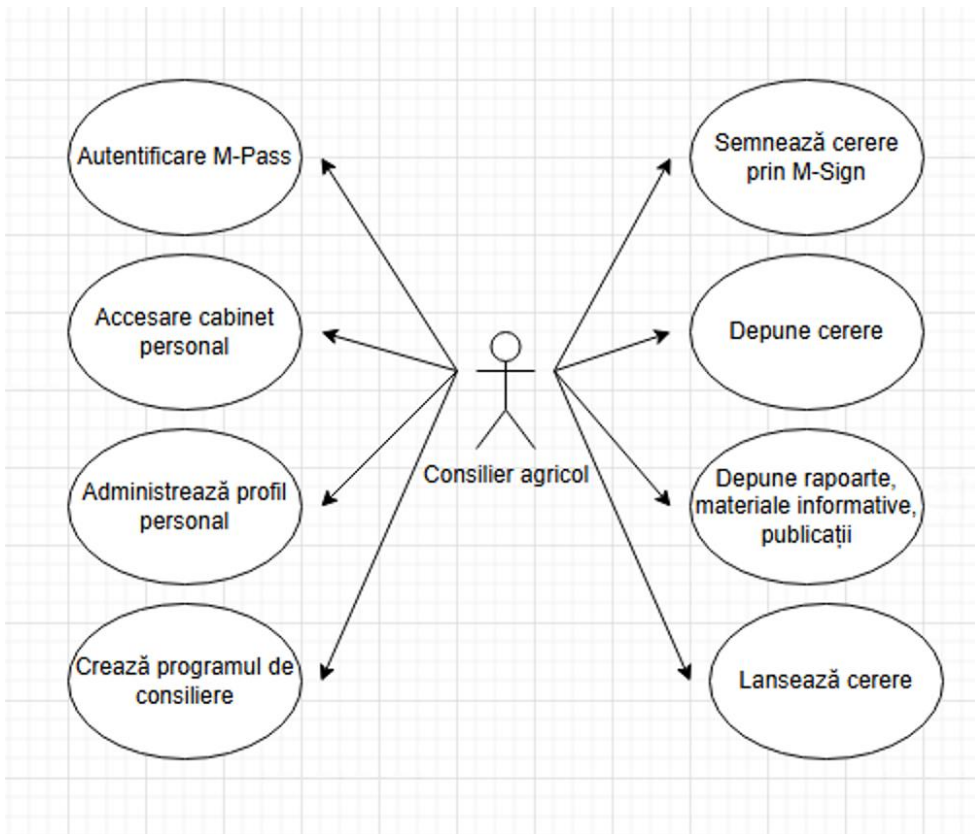 Autentificare M-Pass
Accesare cabinet
personal
Administrează profil
personal
Crează programul de
consiliere
Consilier agricol
Semnează cerere
prin M-Sign
Depune cerere
Depune rapoarte,
materiale informative,
publicații
Lansează cerere